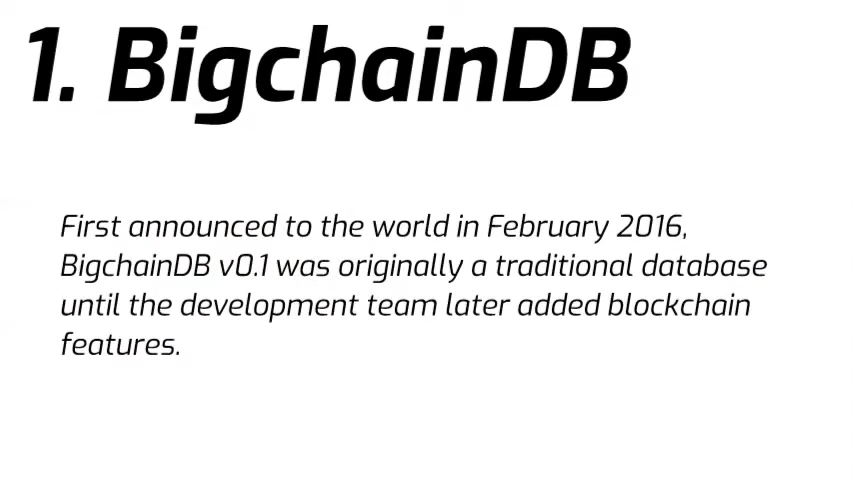 1. BigchainDB
First announced to the world in February 2016,
BigchainDB v0.1 was originally a traditional database
until the development team later added blockchain
features.